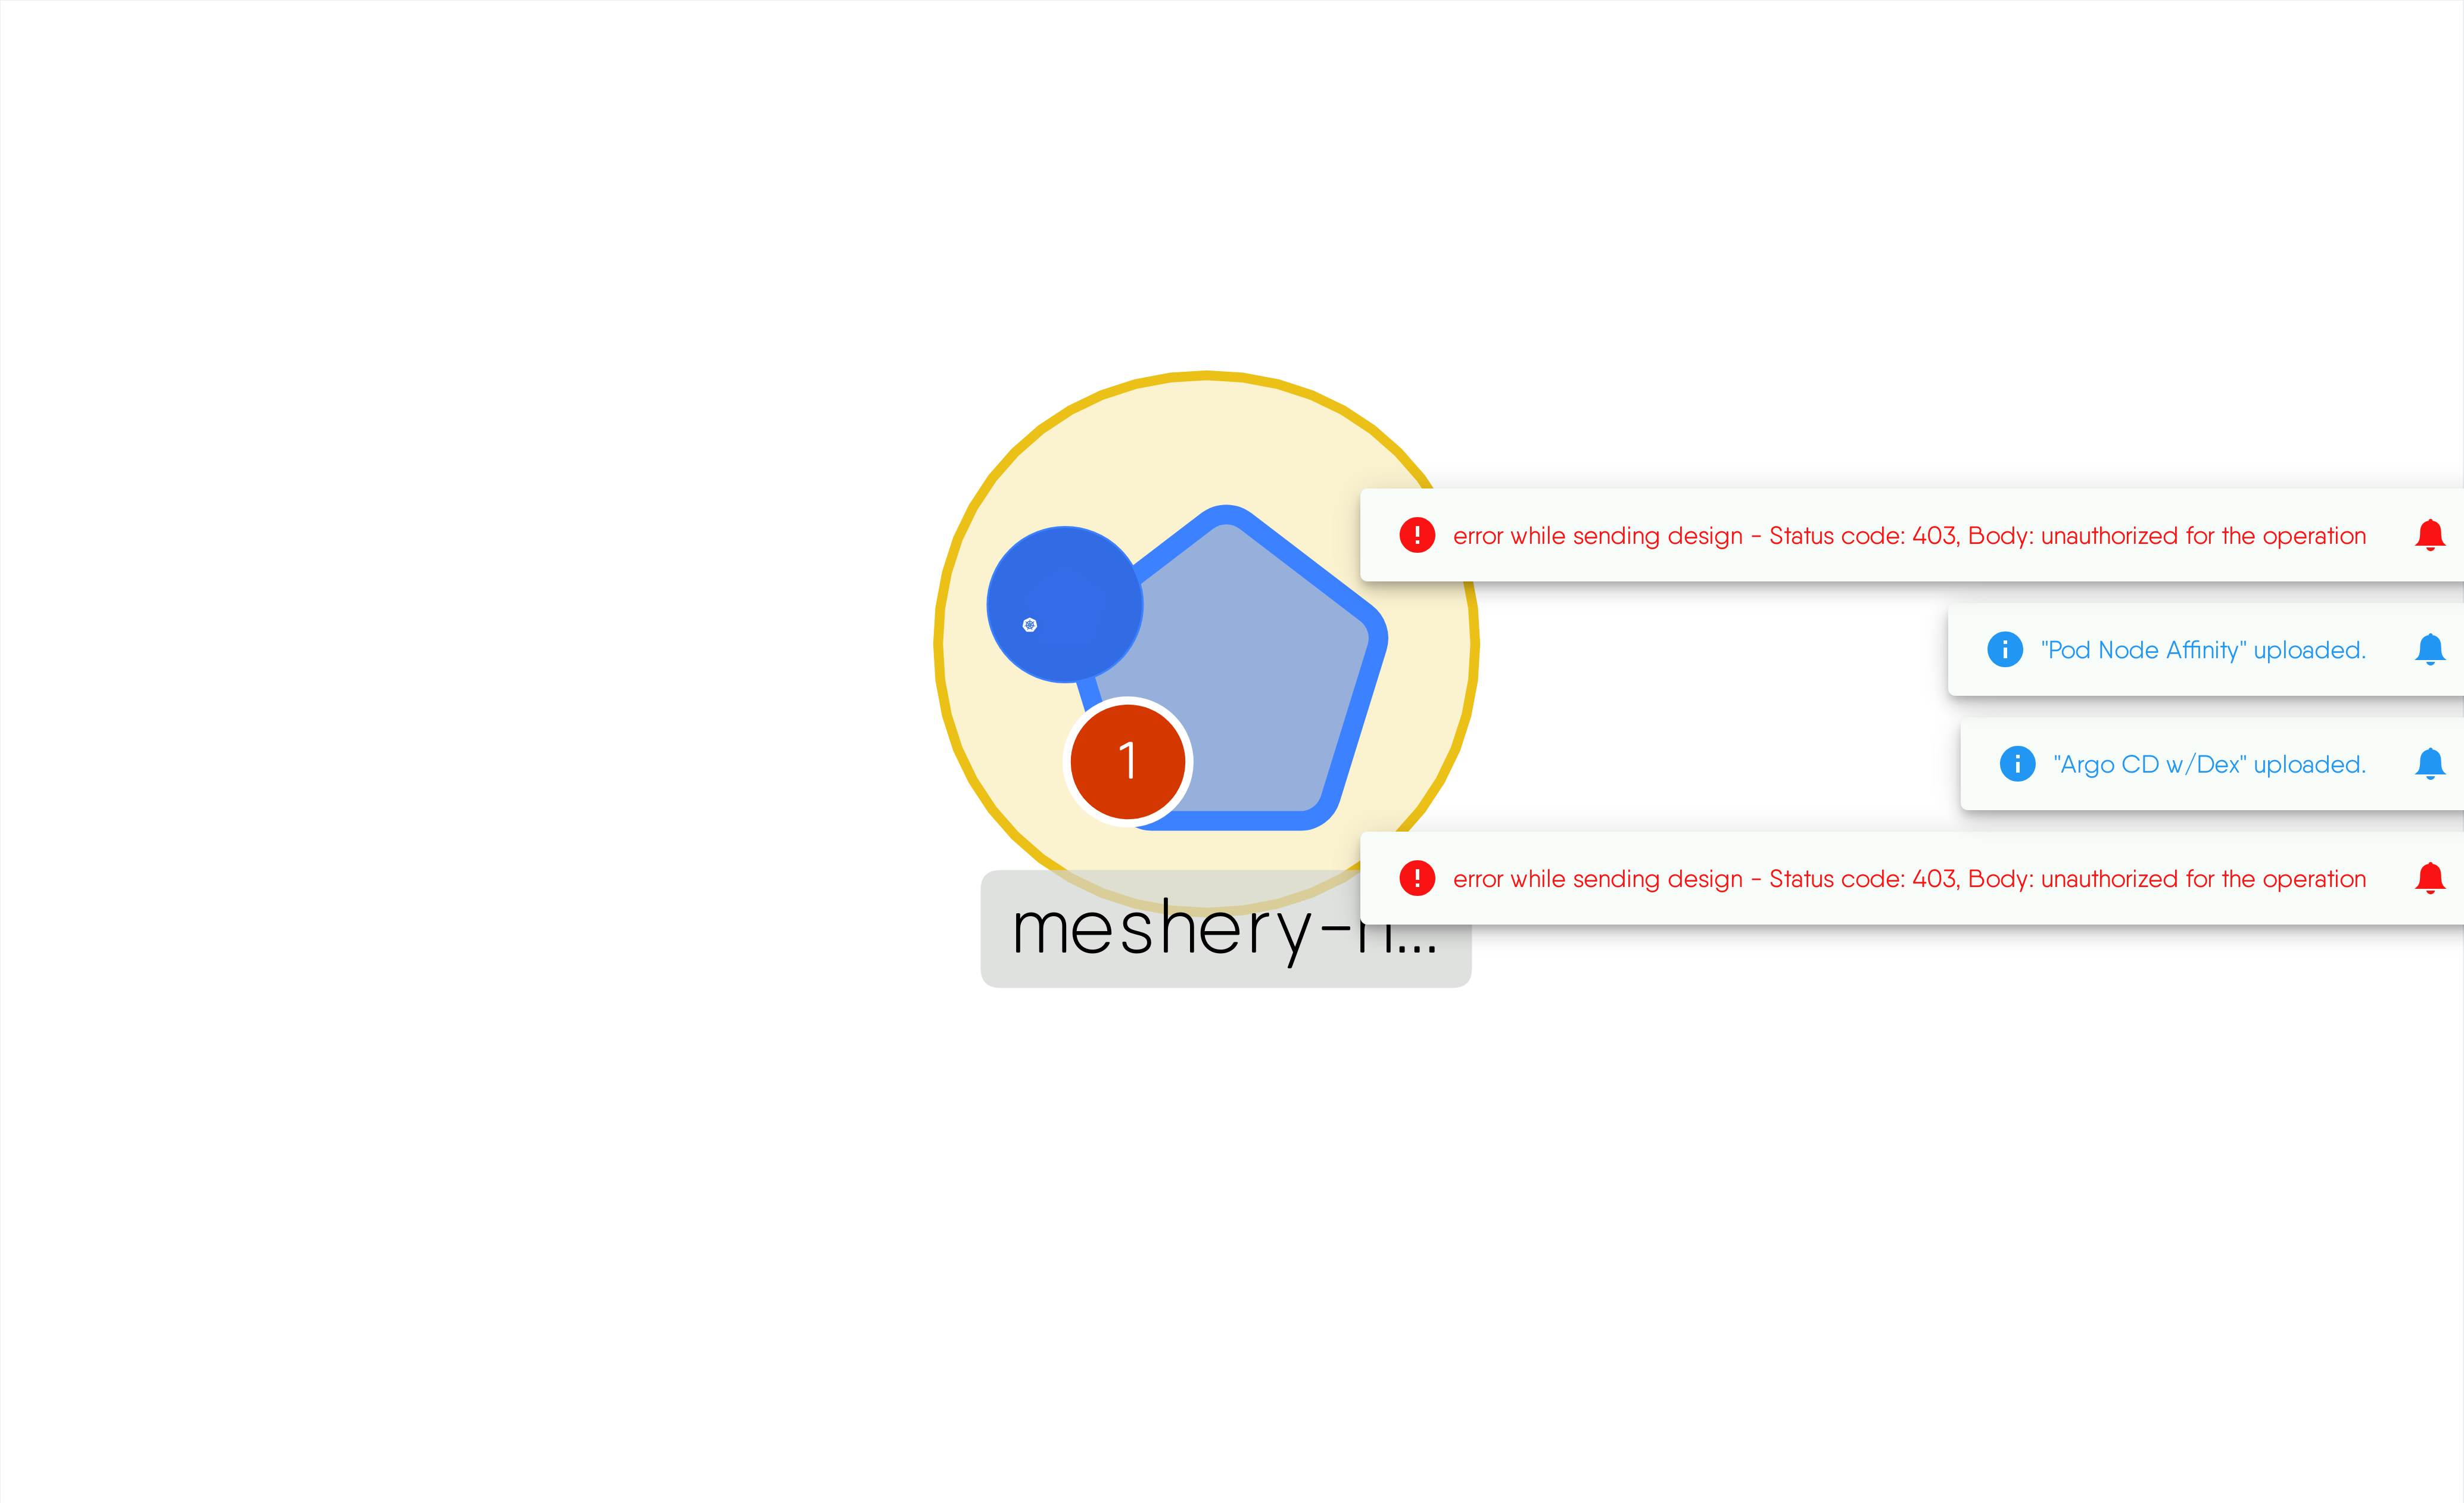 error while sending design - Status code: 403, Body: unauthorized for the operation
"Pod Node Affinity" uploaded.
1
"Argo CD w/Dex" uploaded.
error while sending design - Status code: 403, Body: unauthorized for the operation
meshery-n...